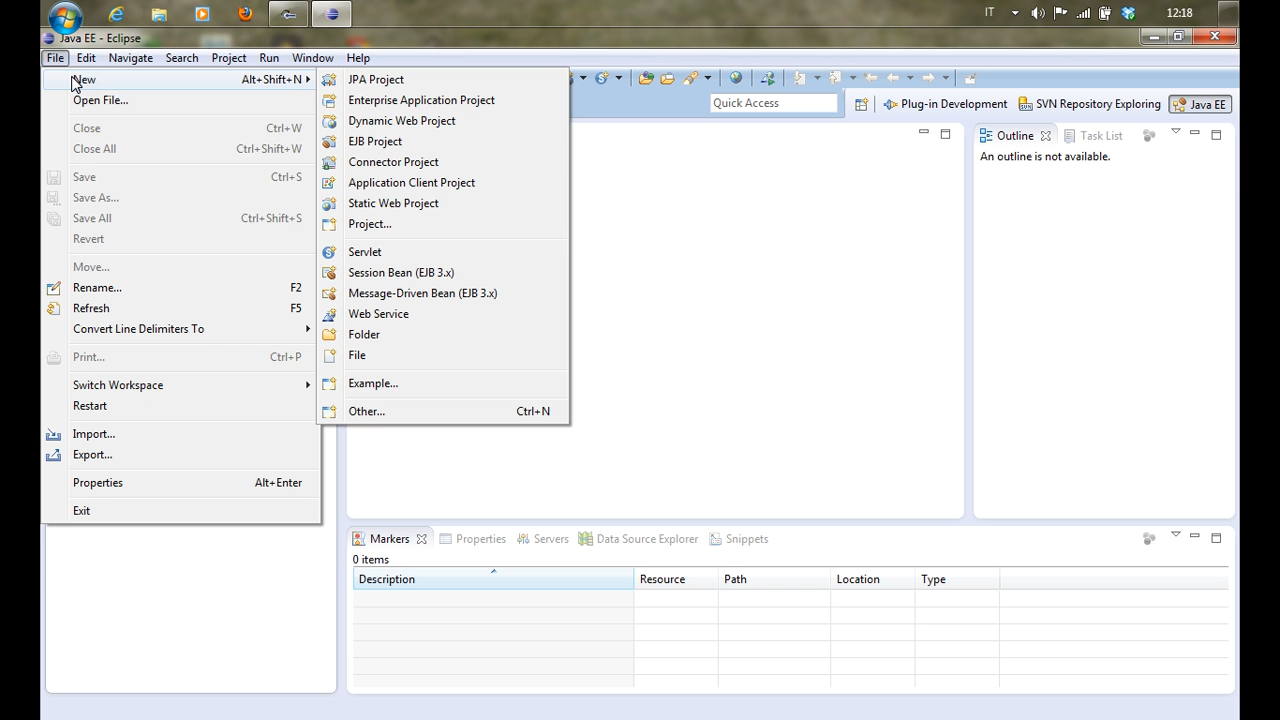 IT 12:18
Java EE - Eclipse
File Edit Navigate Search Project Run Window Help
New Alt+Shift+N
Open File...
Close Ctrl+W
Close All Ctrl+Shift+W
Save Ctrl+S
Save As...
Save All Ctrl+Shift+S
Revert
Move...
Rename... F2
Refresh F5
Convert Line Delimiters To
Print... Ctrl+P
Switch Workspace
Restart
Import...
Export...
Properties Alt+Enter
Exit
JPA Project
Enterprise Application Project
Dynamic Web Project
EJB Project
Connector Project
Application Client Project
Static Web Project
Project...
Servlet
Session Bean (EJB 3.x)
Message-Driven Bean (EJB 3.x)
Web Service
Folder
File
Example...
Other... Ctrl+N
Quick Access Plug-in Development SVN Repository Exploring Java EE
Outline Task List
An outline is not available.
Markers Properties Servers Data Source Explorer Snippets
0 items
Description Resource Path Location Type